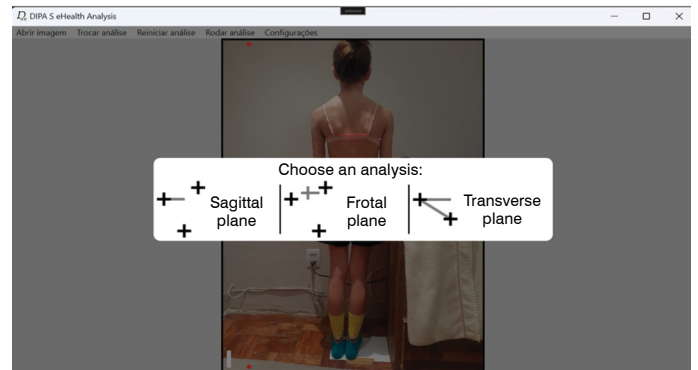 DIPA S eHealth Analysis
Abrir imagem Trocar análise Reiniciar análise Rodar análise Configurações
Choose an analysis:
Sagittal
plane
Frotal
plane
Transverse
plane